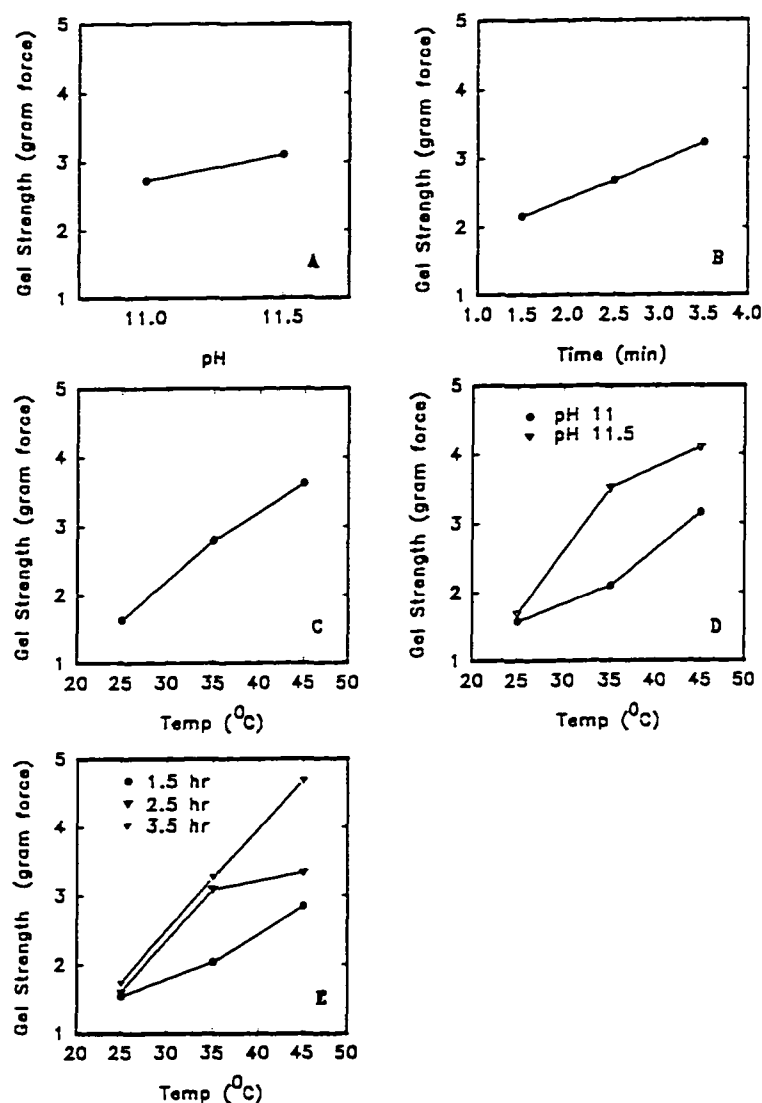 Gel Strength (gram force)
5
4
3
2
1
11.0 11.5
pH
A
Gel Strength (gram force)
5
4
3
2
1
1.0 1.5 2.0 2.5 3.0 3.5 4.0
Time (min)
B
Gel Strength (gram force)
5
4
3
2
1
20 25 30 35 40 45 50
Temp (⁰C)
C
Gel Strength (gram force)
5
4
3
2
1
pH 11
pH 11.5
20 25 30 35 40 45 50
Temp (⁰C)
D
Gel Strength (gram force)
5
4
3
2
1
1.5 hr
2.5 hr
3.5 hr
20 25 30 35 40 45 50
Temp (⁰C)
E